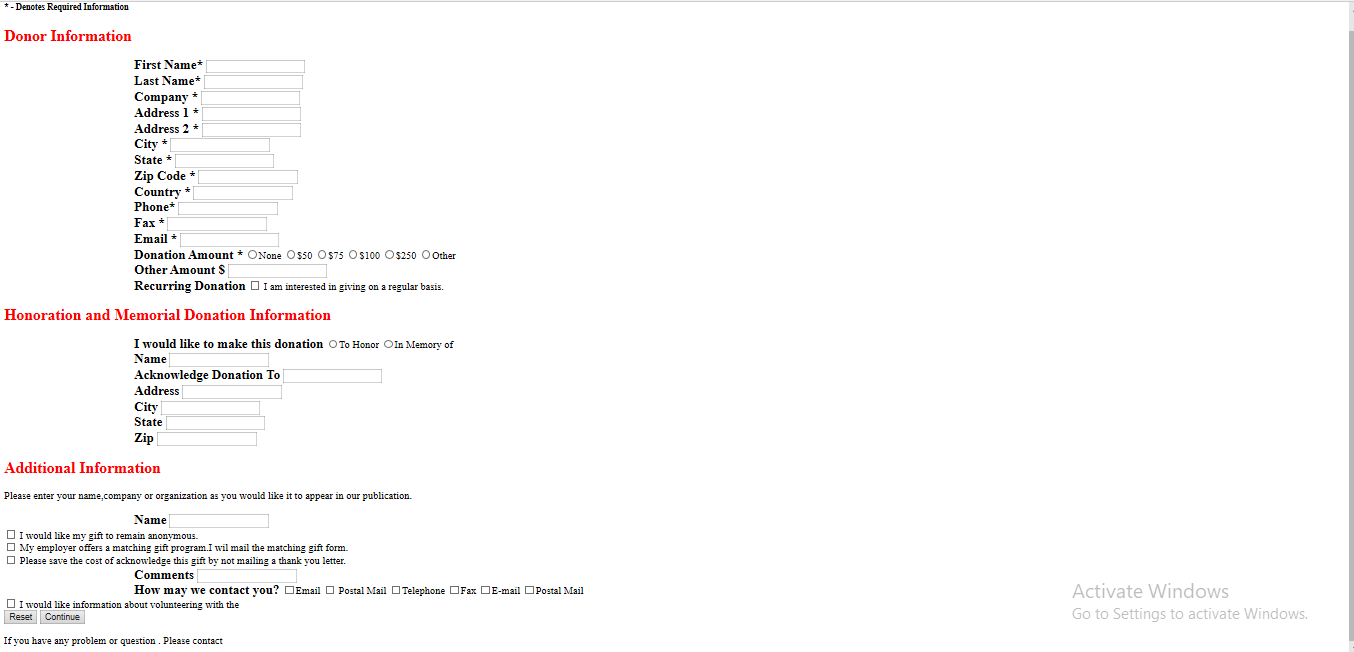 * - Denotes Required Information
Donor Information
First Name*
Last Name*
Company *
Address 1 *
Address 2 *
City *
State *
Zip Code *
Country *
Phone*
Fax *
Email *
Donation Amount * None $50 $75 $100 $250 Other
Other Amount $
Recurring Donation I am interested in giving on a regular basis.
Honoration and Memorial Donation Information
I would like to make this donation To Honor In Memory of
Name
Acknowledge Donation To
Address
City
State
Zip
Additional Information
Please enter your name,company or organization as you would like it to appear in our publication.
Name
I would like my gift to remain anonymous.
My employer offers a matching gift program.I wil mail the matching gift form.
Please save the cost of acknowledge this gift by not mailing a thank you letter.
Comments
How may we contact you? Email Postal Mail Telephone Fax E-mail Postal Mail
I would like information about volunteering with the
Reset Continue
If you have any problem or question . Please contact
Activate Windows
Go to Settings to activate Windows.